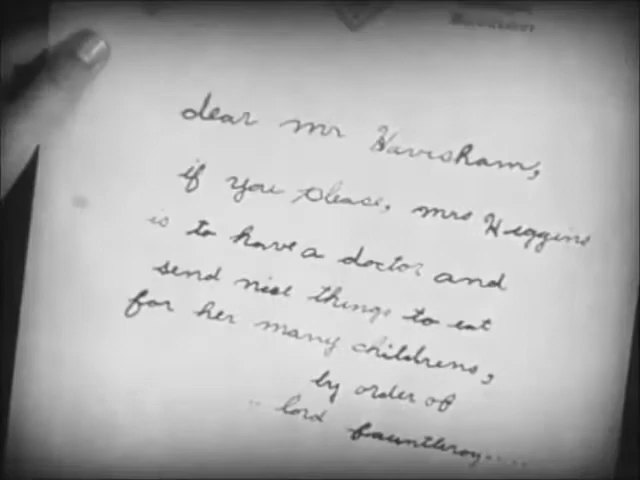 dear mr Havisham,
if you please, mrs Higgins
is to have a doctor and
send nice things to eat
for her many childrens,
by order of
lord fauntleroy....